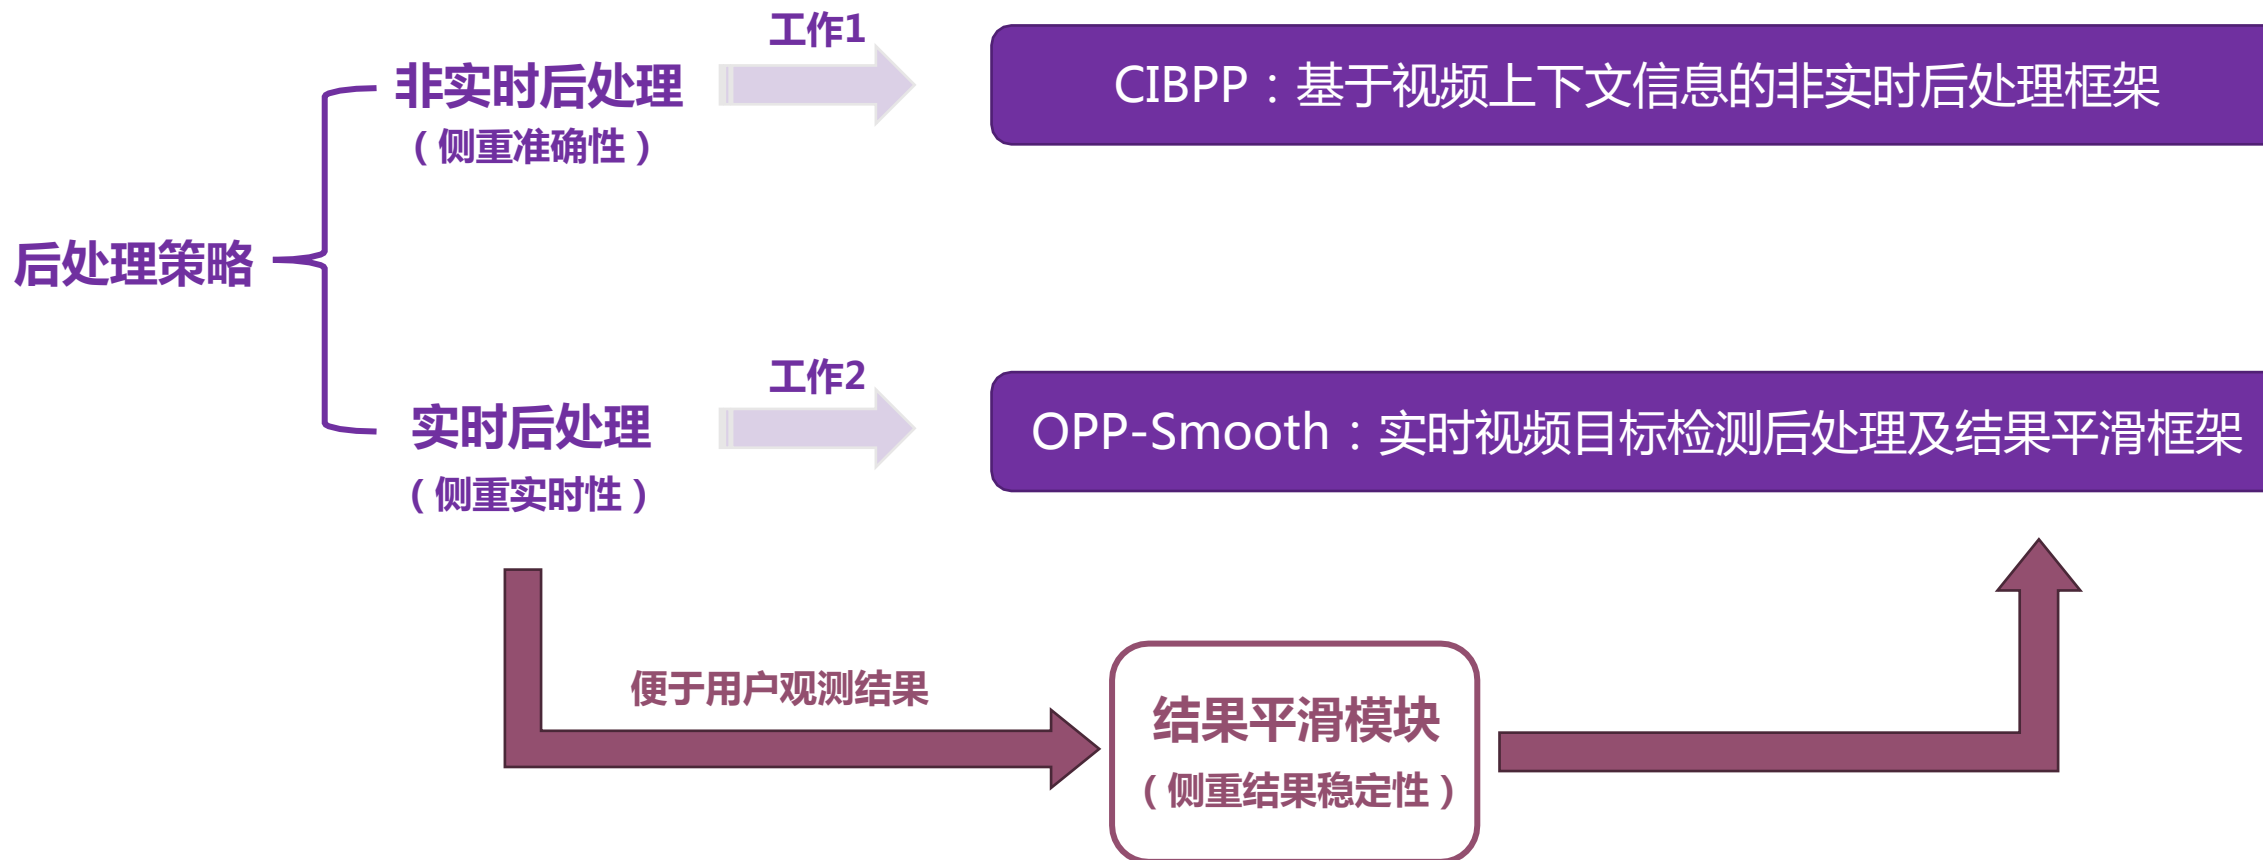 工作1
非实时后处理
（侧重准确性）
CIBPP：基于视频上下文信息的非实时后处理框架
后处理策略
工作2
实时后处理
（侧重实时性）
OPP-Smooth：实时视频目标检测后处理及结果平滑框架
便于用户观测结果
结果平滑模块
（侧重结果稳定性）